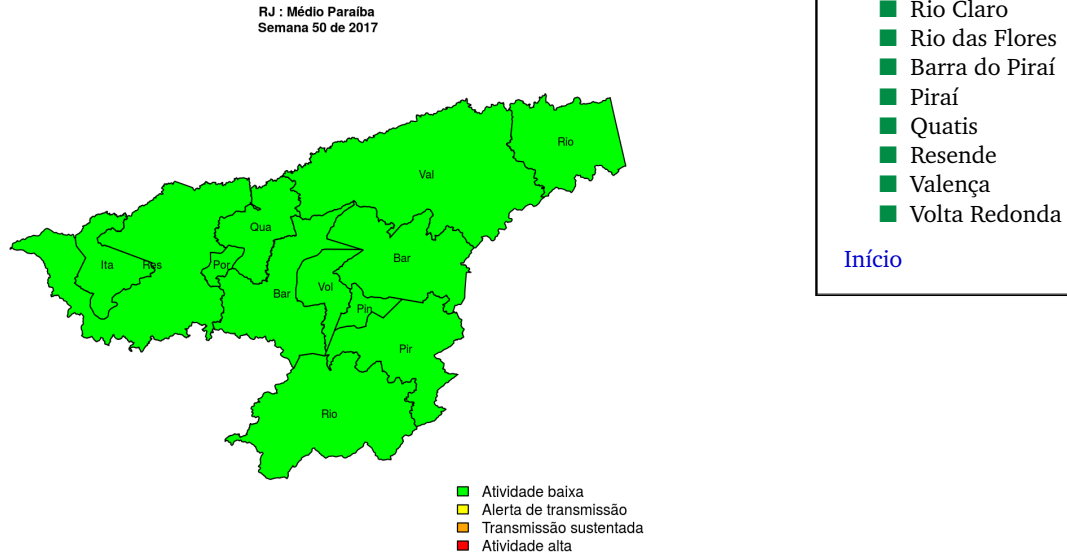 RJ : Médio Paraíba
Semana 50 de 2017
Rio
Val
Qua
Ita
Res
Por
Bar
Bar
Vol
Pin
Pir
Rio
Atividade baixa
Alerta de transmissão
Transmissão sustentada
Atividade alta
Rio Claro
Rio das Flores
Barra do Piraí
Piraí
Quatis
Resende
Valença
Volta Redonda
Início